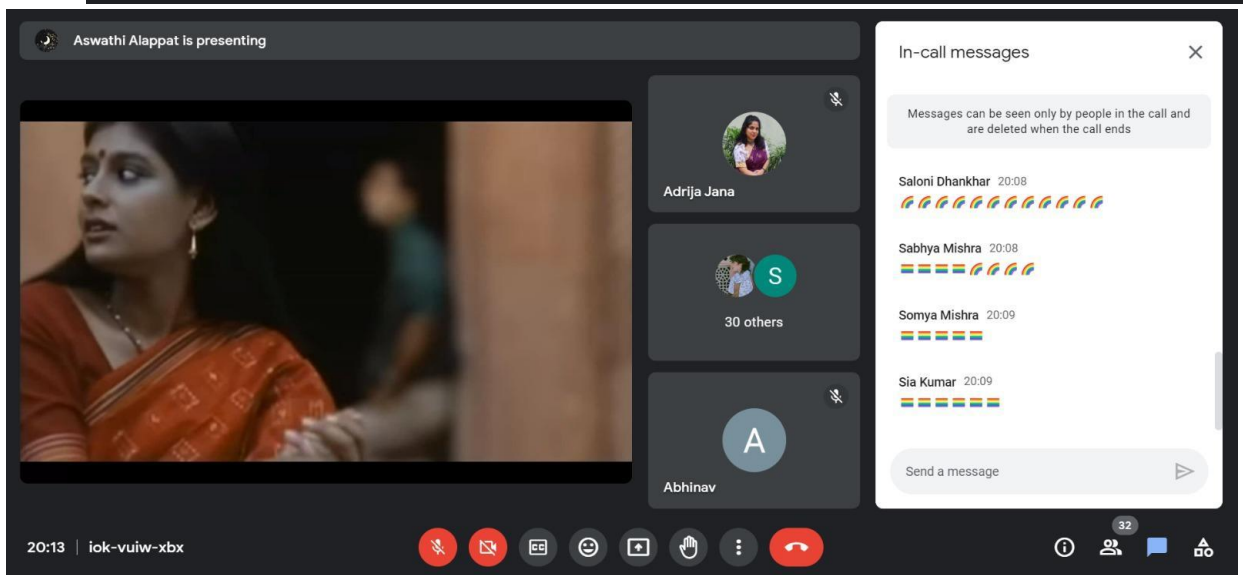 Aswathi Alappat is presenting
Adrija Jana
S
30 others
A
Abhinav
In-call messages
Messages can be seen only by people in the call and
are deleted when the call ends
Saloni Dhankhar 20:08
🌈🌈🌈🌈🌈🌈🌈🌈🌈🌈🌈🌈
Sabhya Mishra 20:08
🏳️‍🌈🏳️‍🌈🏳️‍🌈🏳️‍🌈🌈🌈🌈🌈
Somya Mishra 20:09
🏳️‍🌈🏳️‍🌈🏳️‍🌈🏳️‍🌈🏳️‍🌈
Sia Kumar 20:09
🏳️‍🌈🏳️‍🌈🏳️‍🌈🏳️‍🌈🏳️‍🌈🏳️‍🌈
Send a message
20:13 | iok-vuiw-xbx
CC
32